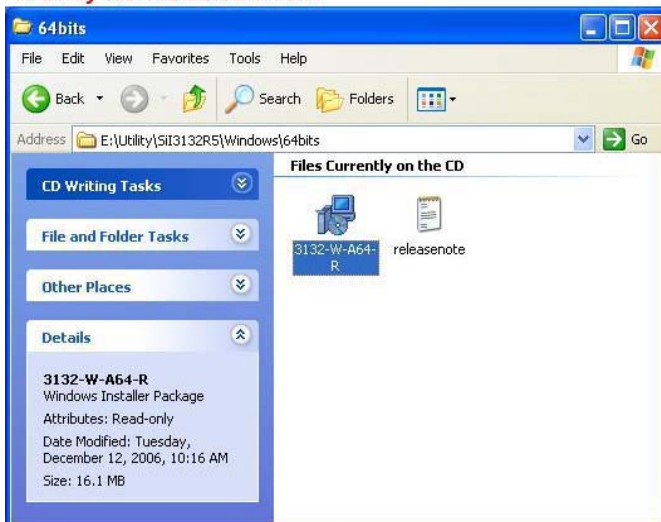 64bits
File Edit View Favorites Tools Help
Back Search Folders
Address E:\Utility\SiI3132R5\Windows\64bits Go
CD Writing Tasks
File and Folder Tasks
Other Places
Details
3132-W-A64-R
Windows Installer Package
Attributes: Read-only
Date Modified: Tuesday,
December 12, 2006, 10:16 AM
Size: 16.1 MB
Files Currently on the CD
3132-W-A64-
R
releasenote